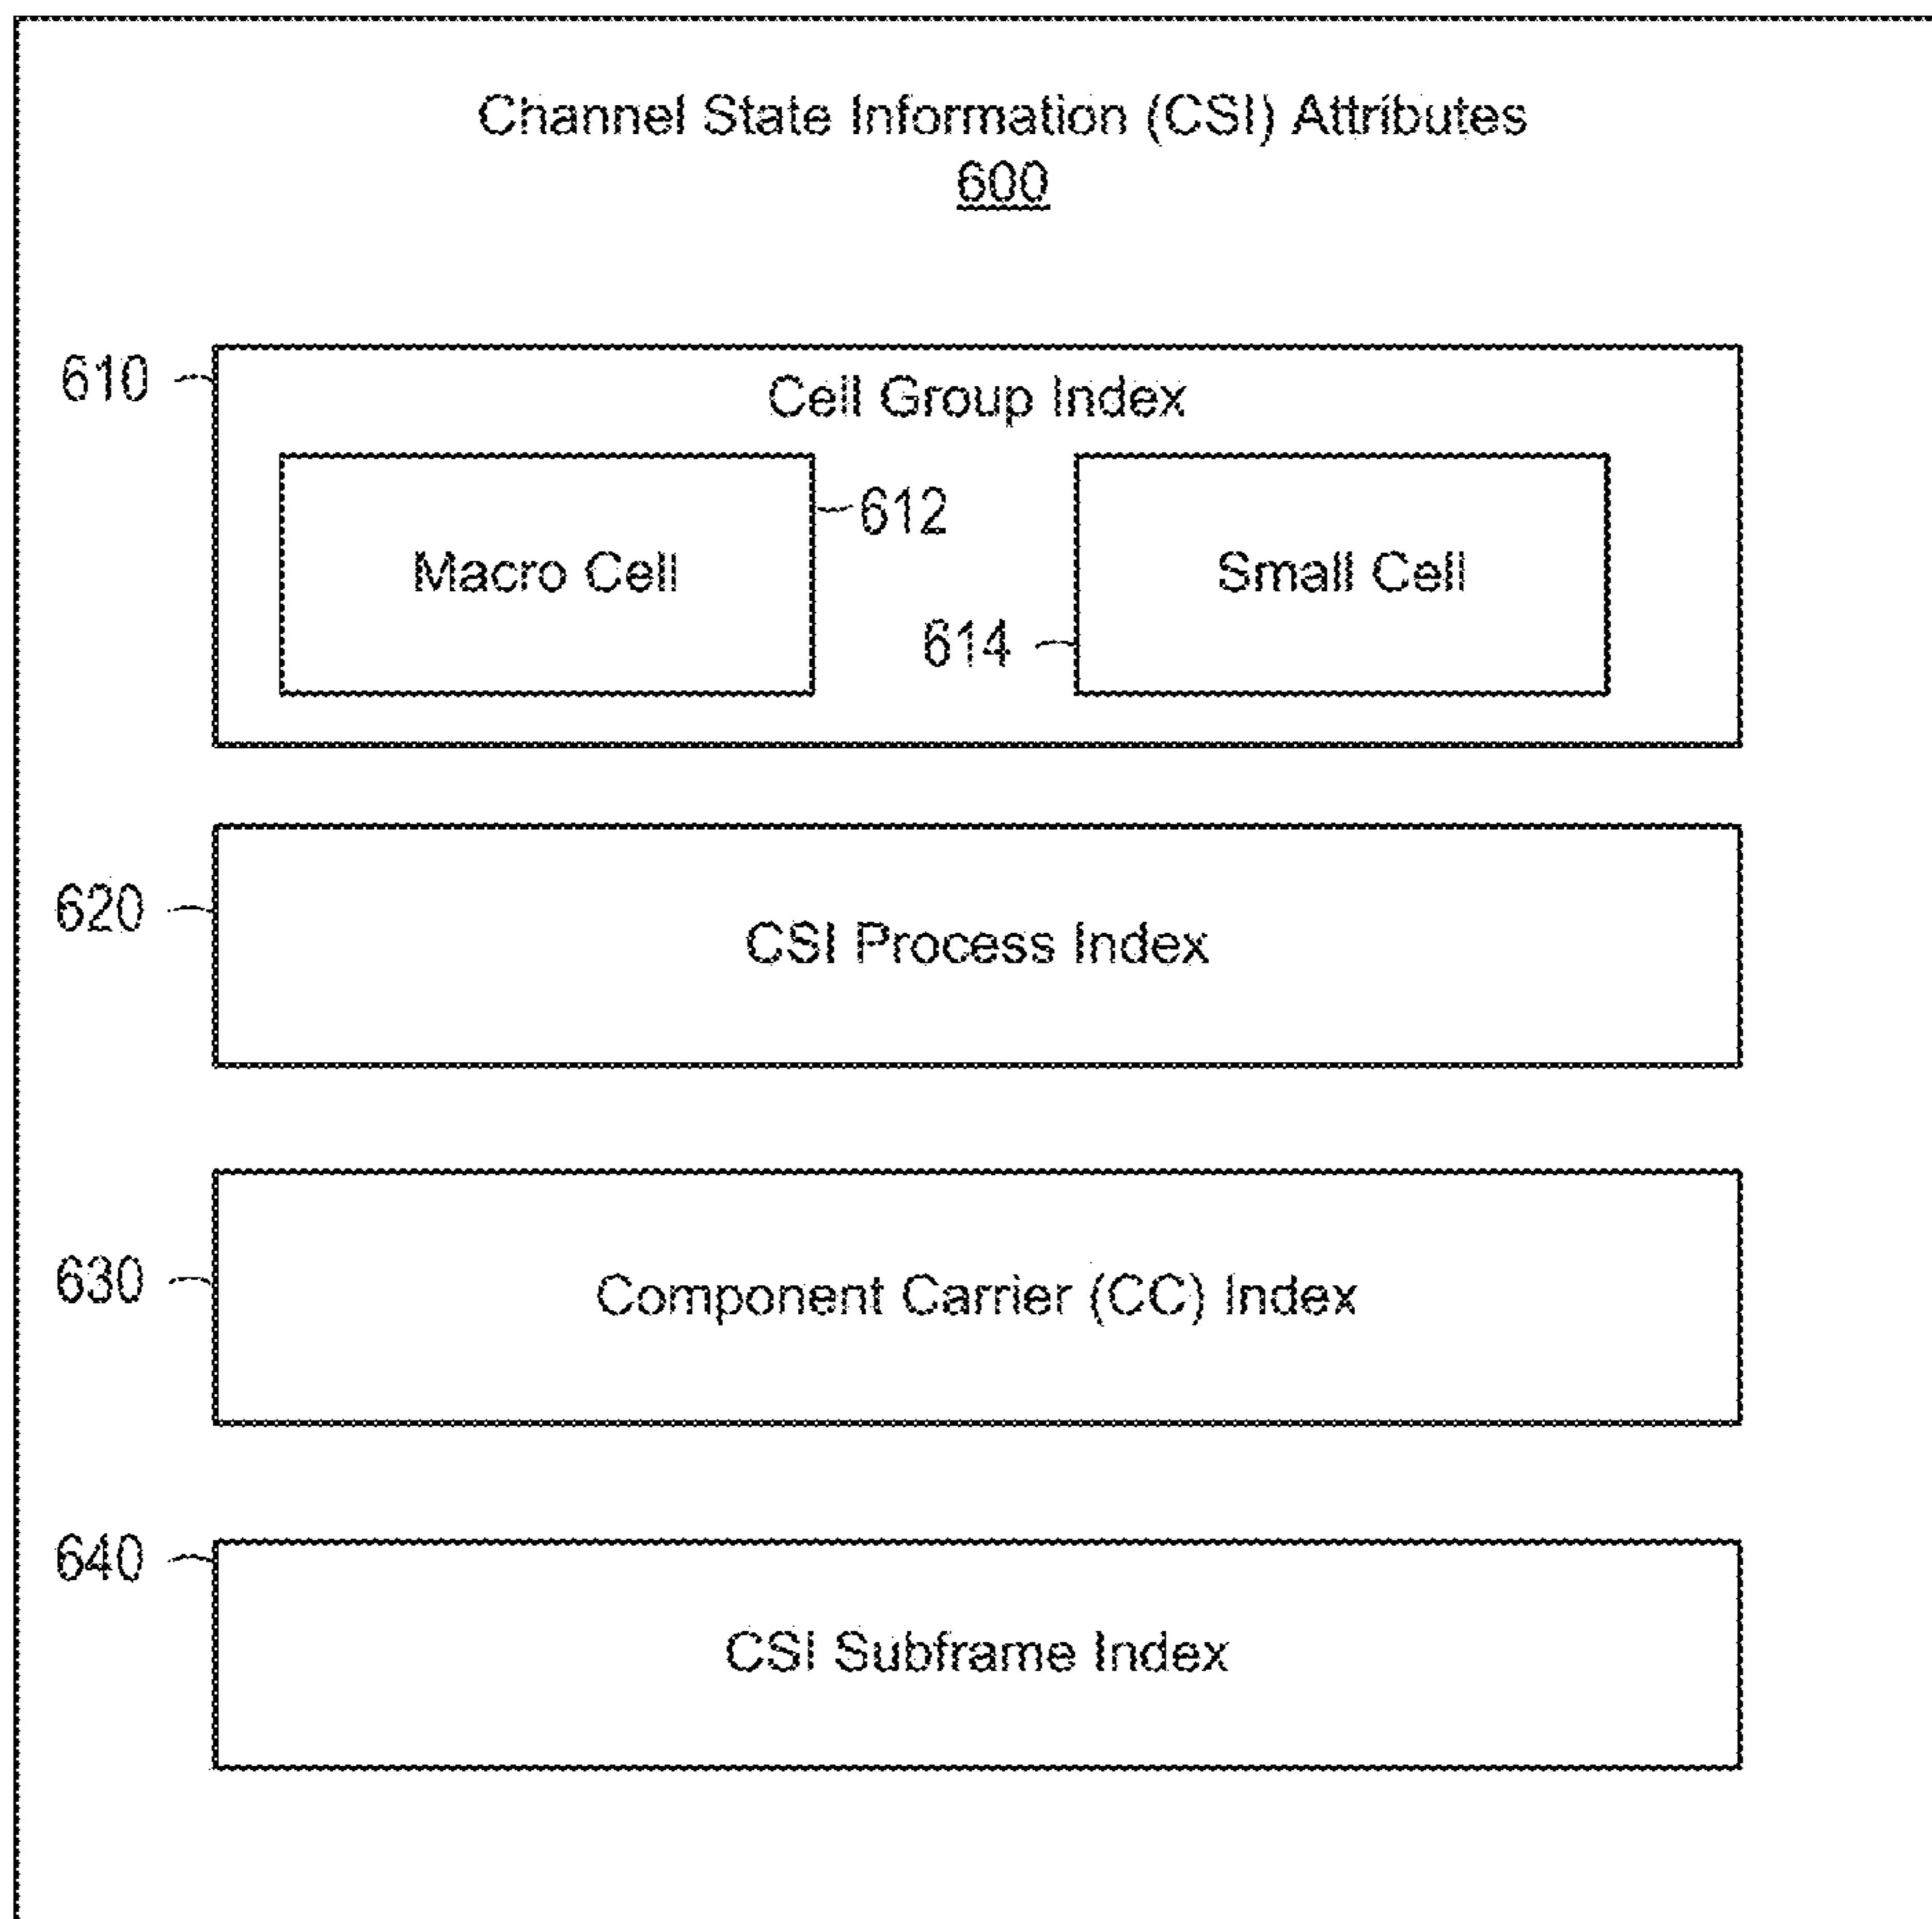 Channel State Information (CSI) Attributes
600
610
Cell Group Index
Macro Cell
612
Small Cell
614
620
CSI Process Index
630
Component Carrier (CC) Index
640
CSI Subframe Index